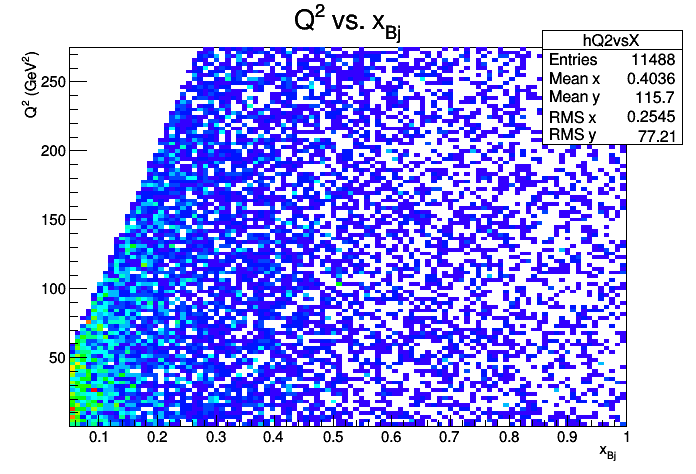 Q² vs. x_Bj
hQ2vsX
Entries 11488
Mean x 0.4036
Mean y 115.7
RMS x 0.2545
RMS y 77.21
Q² (GeV²)
250
200
150
100
50
0.1 0.2 0.3 0.4 0.5 0.6 0.7 0.8 0.9 1
x_Bj